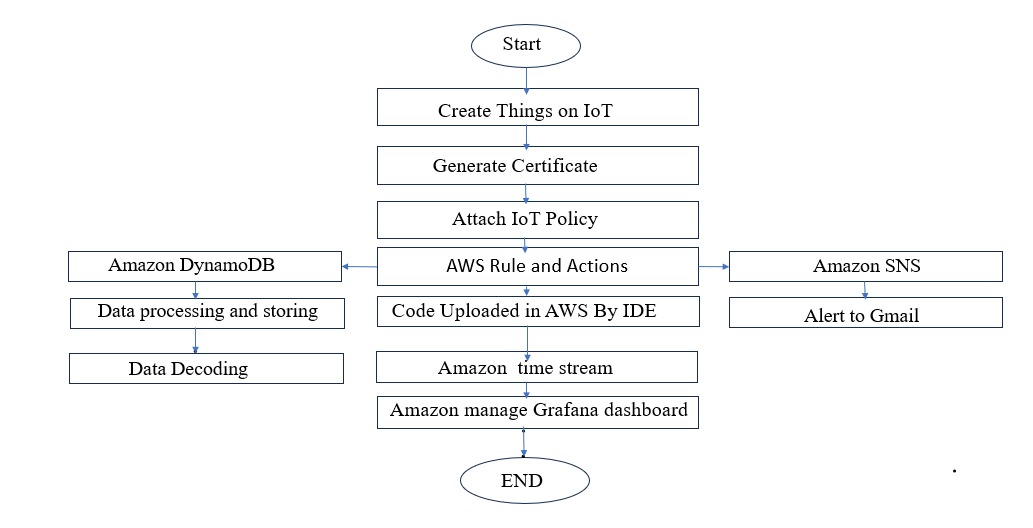 Start
Create Things on IoT
Generate Certificate
Attach IoT Policy
Amazon DynamoDB
AWS Rule and Actions
Amazon SNS
Data processing and storing
Code Uploaded in AWS By IDE
Alert to Gmail
Data Decoding
Amazon time stream
Amazon manage Grafana dashboard
END